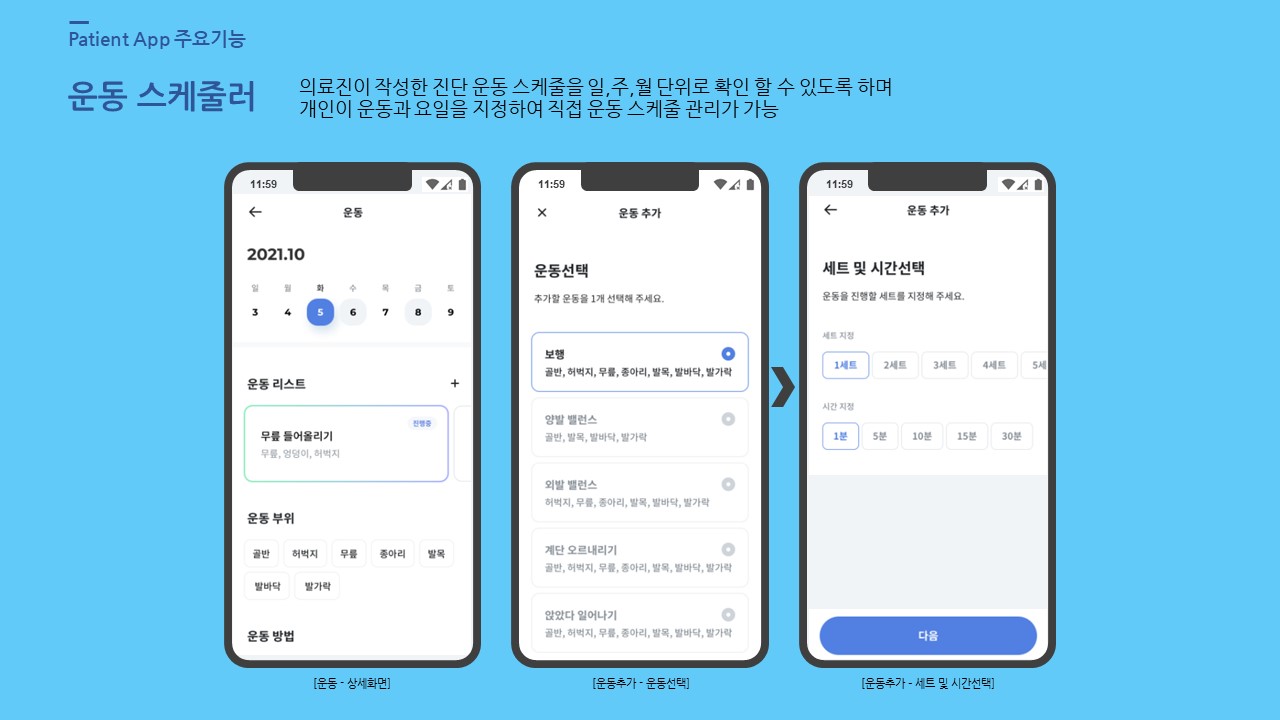 Patient App 주요기능
운동 스케줄러
의료진이 작성한 진단 운동 스케줄을 일,주,월 단위로 확인 할 수 있도록 하며
개인이 운동과 요일을 지정하여 직접 운동 스케줄 관리가 가능
11:59
운동
2021.10
일 월 화 수 목 금 토
3 4 5 6 7 8 9
운동 리스트 +
진행중
무릎 들어올리기
무릎, 엉덩이, 허벅지
운동 부위
골반 허벅지 무릎 종아리 발목
발바닥 발가락
운동 방법
[운동 - 상세화면]
11:59
운동 추가
운동선택
추가할 운동을 1개 선택해 주세요.
보행
골반, 허벅지, 무릎, 종아리, 발목, 발바닥, 발가락
양발 밸런스
골반, 발목, 발바닥, 발가락
외발 밸런스
허벅지, 무릎, 종아리, 발목, 발바닥, 발가락
계단 오르내리기
골반, 허벅지, 무릎, 종아리, 발목, 발바닥, 발가락
앉았다 일어나기
골반, 허벅지, 무릎, 종아리, 발목, 발바닥, 발가락
[운동추가 - 운동선택]
11:59
운동 추가
세트 및 시간선택
운동을 진행할 세트를 지정해 주세요.
세트 지정
1세트 2세트 3세트 4세트 5세
시간 지정
1분 5분 10분 15분 30분
다음
[운동추가 - 세트 및 시간선택]